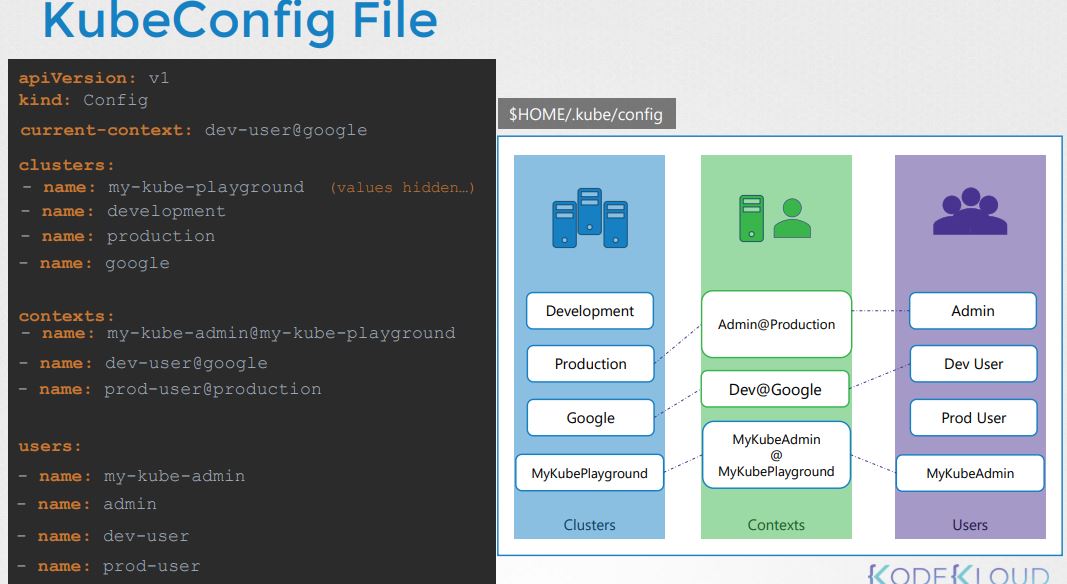 KubeConfig File
apiVersion: v1
kind: Config
current-context: dev-user@google
clusters:
- name: my-kube-playground (values hidden…)
- name: development
- name: production
- name: google
contexts:
- name: my-kube-admin@my-kube-playground
- name: dev-user@google
- name: prod-user@production
users:
- name: my-kube-admin
- name: admin
- name: dev-user
- name: prod-user
$HOME/.kube/config
Development
Production
Google
MyKubePlayground
Clusters
Admin@Production
Dev@Google
MyKubeAdmin
@
MyKubePlayground
Contexts
Admin
Dev User
Prod User
MyKubeAdmin
Users
KODEKLOUD